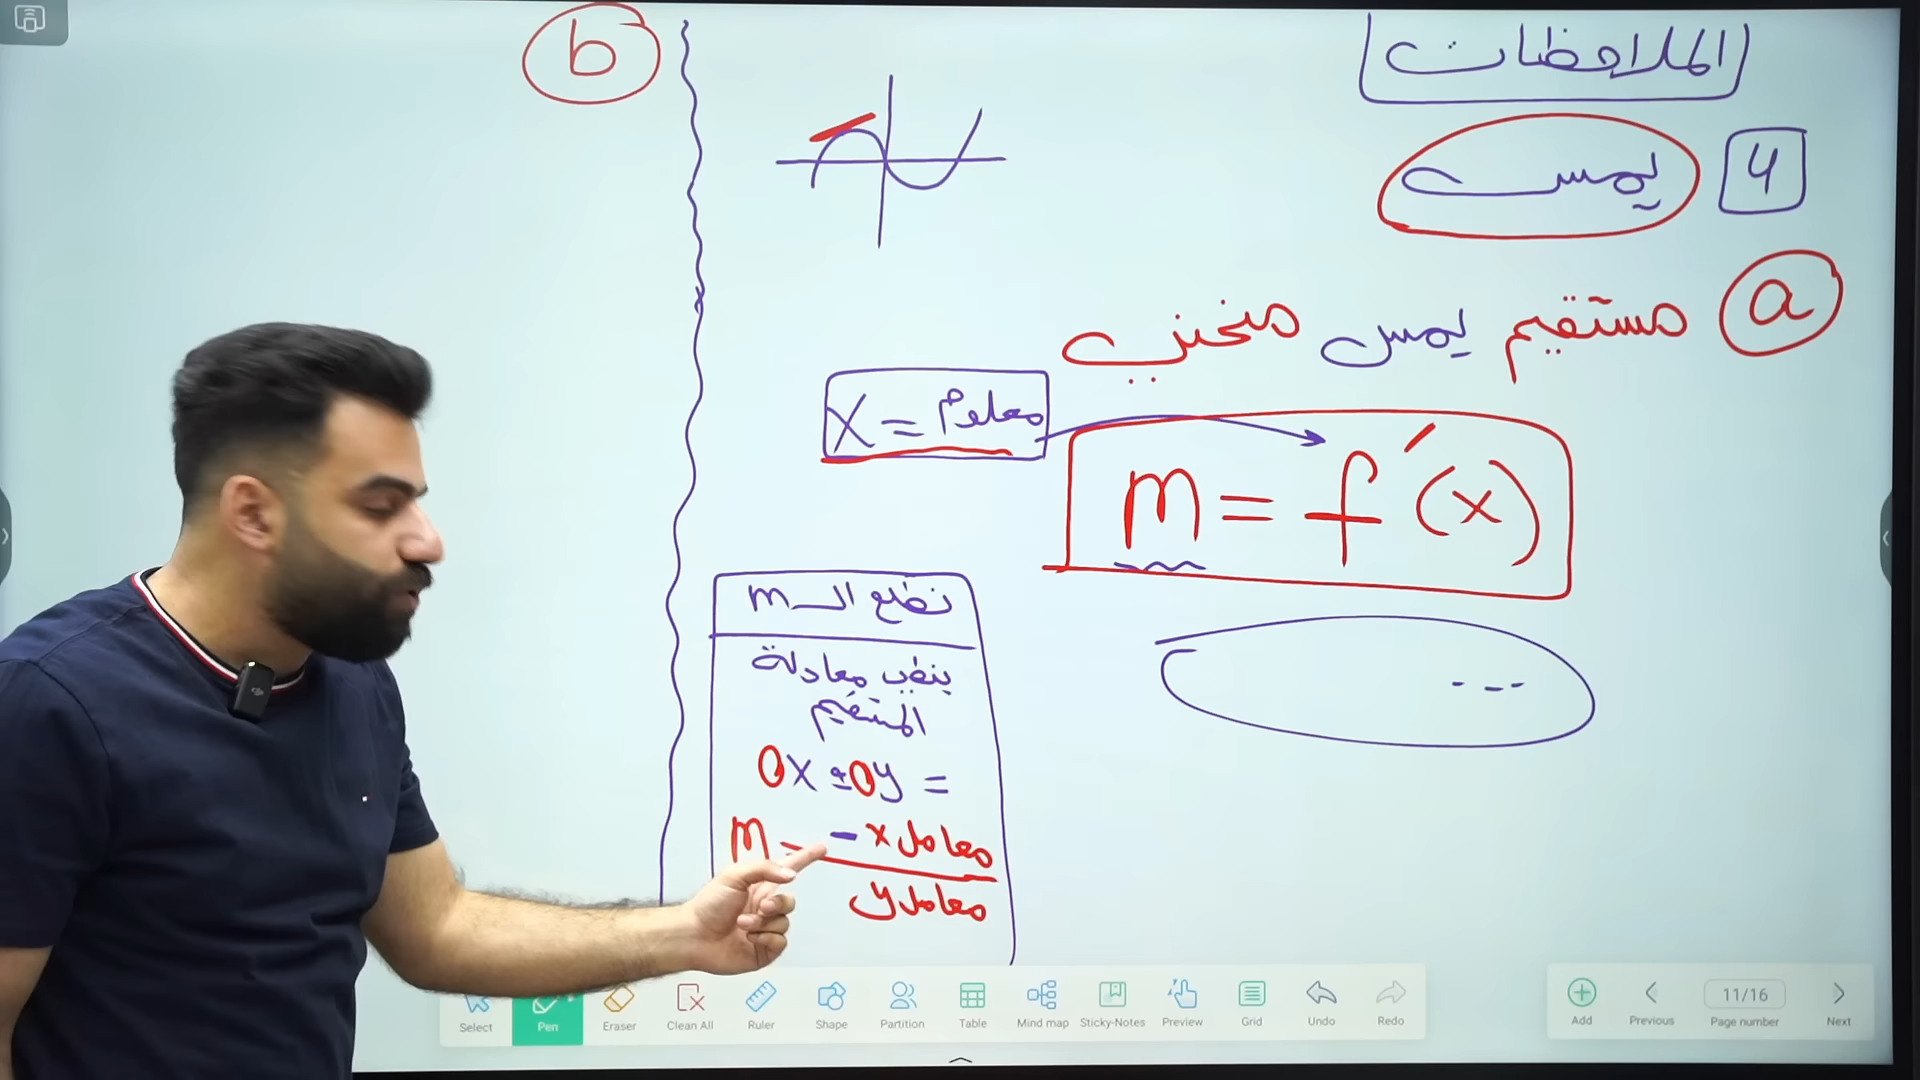 الملاحظات
4 يمس
a مستقيم يمس منحني
x = معلوم
m = f′(x)
- - -
نطلع الـ m
بنطب معادلة
المستقيم
0x ± 0y =
m = - معامل x
معامل y
b
Select
Pen
Eraser
Clean All
Ruler
Shape
Partition
Table
Mind map
Sticky-Notes
Preview
Grid
Undo
Redo
Add
Previous
11/16
Page number
Next